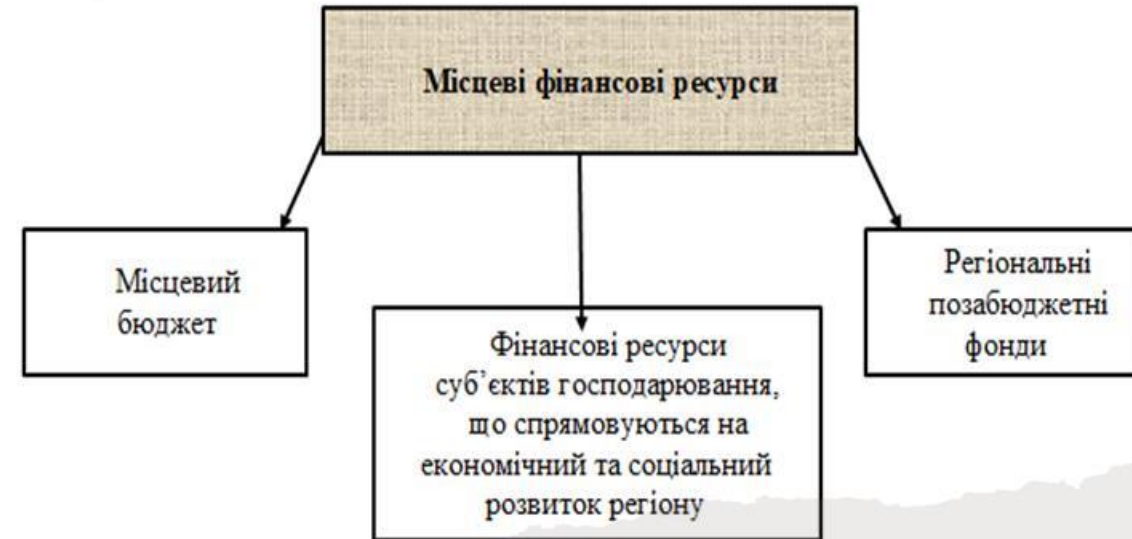 Місцеві фінансові ресурси
Місцевий
бюджет
Фінансові ресурси
суб’єктів господарювання,
що спрямовуються на
економічний та соціальний
розвиток регіону
Регіональні
позабюджетні
фонди